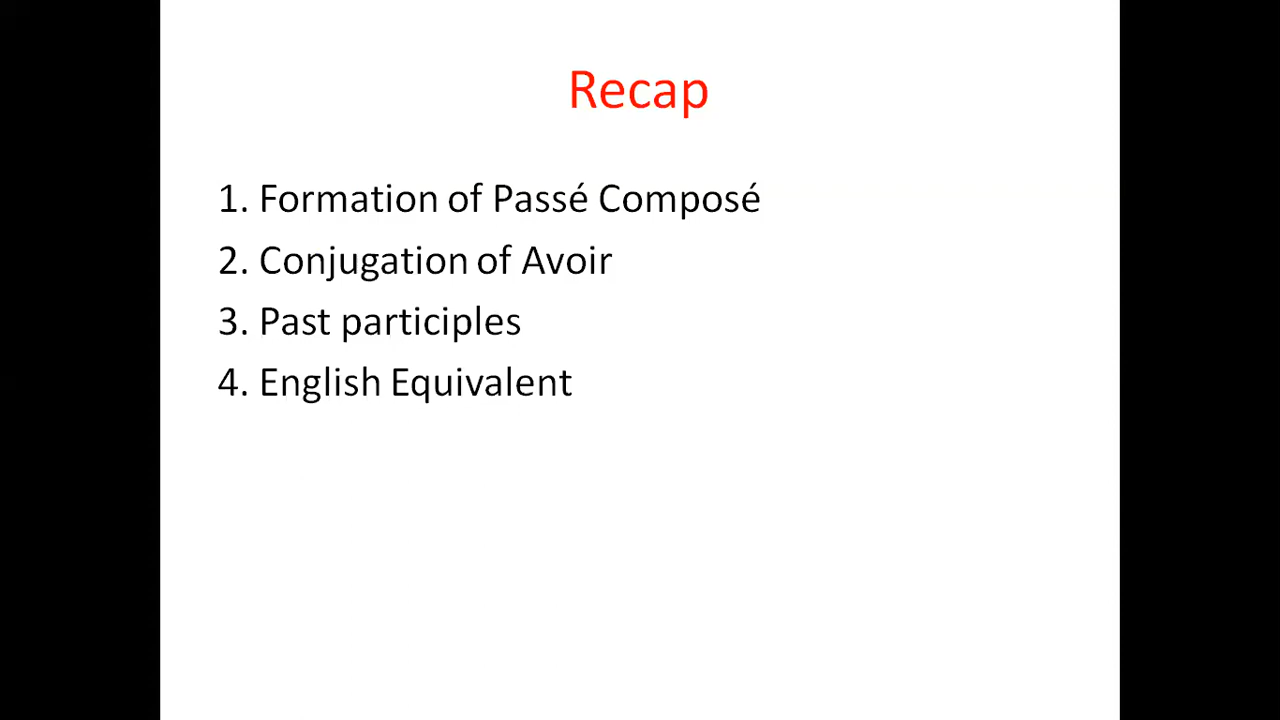 Recap
1. Formation of Passé Composé
2. Conjugation of Avoir
3. Past participles
4. English Equivalent